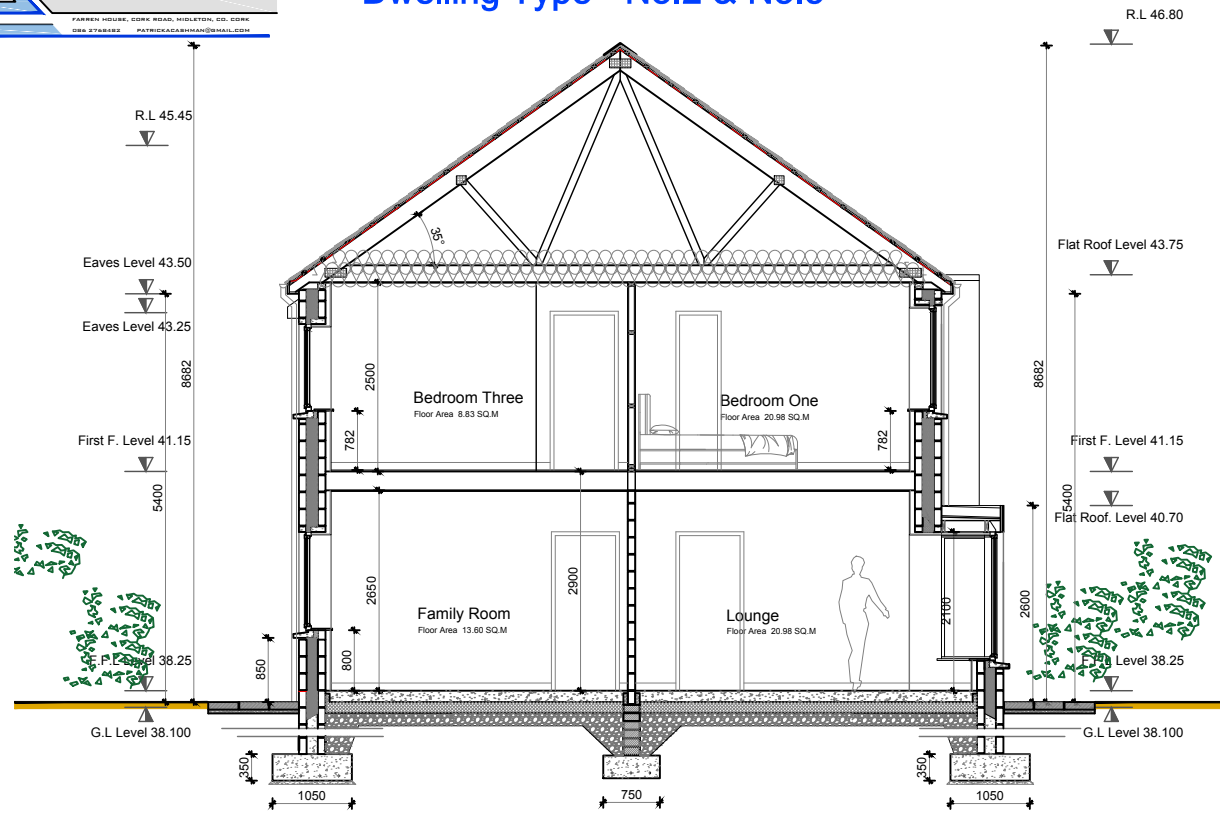 FARREN HOUSE, CORK ROAD, MIDLETON, CO. CORK
086 2768482 PATRICKACASHMAN@GMAIL.COM
R.L 46.80
R.L 45.45
35°
Flat Roof Level 43.75
Eaves Level 43.50
Eaves Level 43.25
8682
2500
8682
Bedroom Three
Floor Area 8.83 SQ.M
Bedroom One
Floor Area 20.98 SQ.M
782
782
First F. Level 41.15
First F. Level 41.15
5400
5400
Flat Roof. Level 40.70
2650
2900
2100
2600
Family Room
Floor Area 13.60 SQ.M
Lounge
Floor Area 20.98 SQ.M
F.F.L Level 38.25
F.F.L Level 38.25
850
800
G.L Level 38.100
G.L Level 38.100
350
350
1050
750
1050